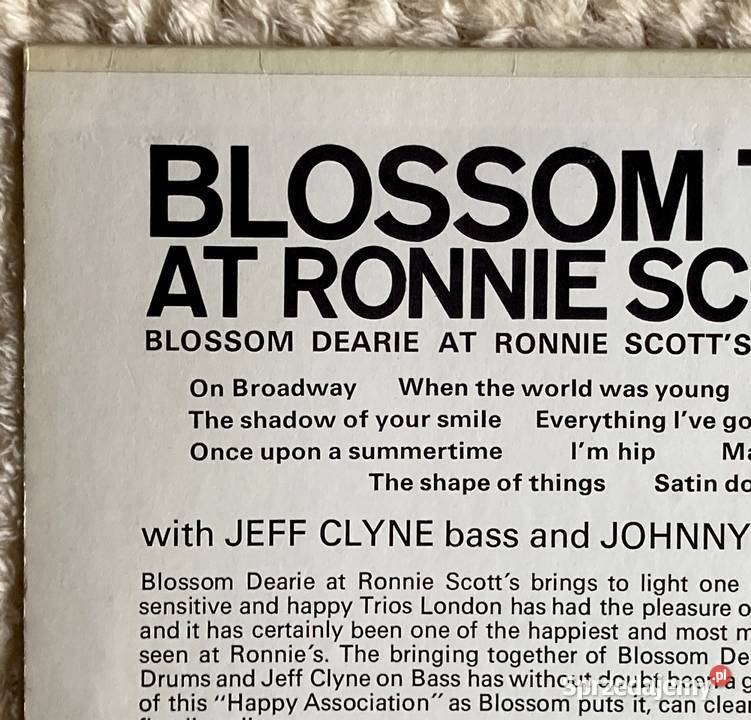 BLOSSOM
AT RONNIE SC
BLOSSOM DEARIE AT RONNIE SCOTT'S
On Broadway When the world was young
The shadow of your smile Everything I've go
Once upon a summertime I'm hip Ma
The shape of things Satin do
with JEFF CLYNE bass and JOHNNY
Blossom Dearie at Ronnie Scott's brings to light one
sensitive and happy Trios London has had the pleasure o
and it has certainly been one of the happiest and most m
seen at Ronnie's. The bringing together of Blossom De
Drums and Jeff Clyne on Bass has without doubt been a g
of this "Happy Association" as Blossom puts it, can clea
Sprzedajemy.pl